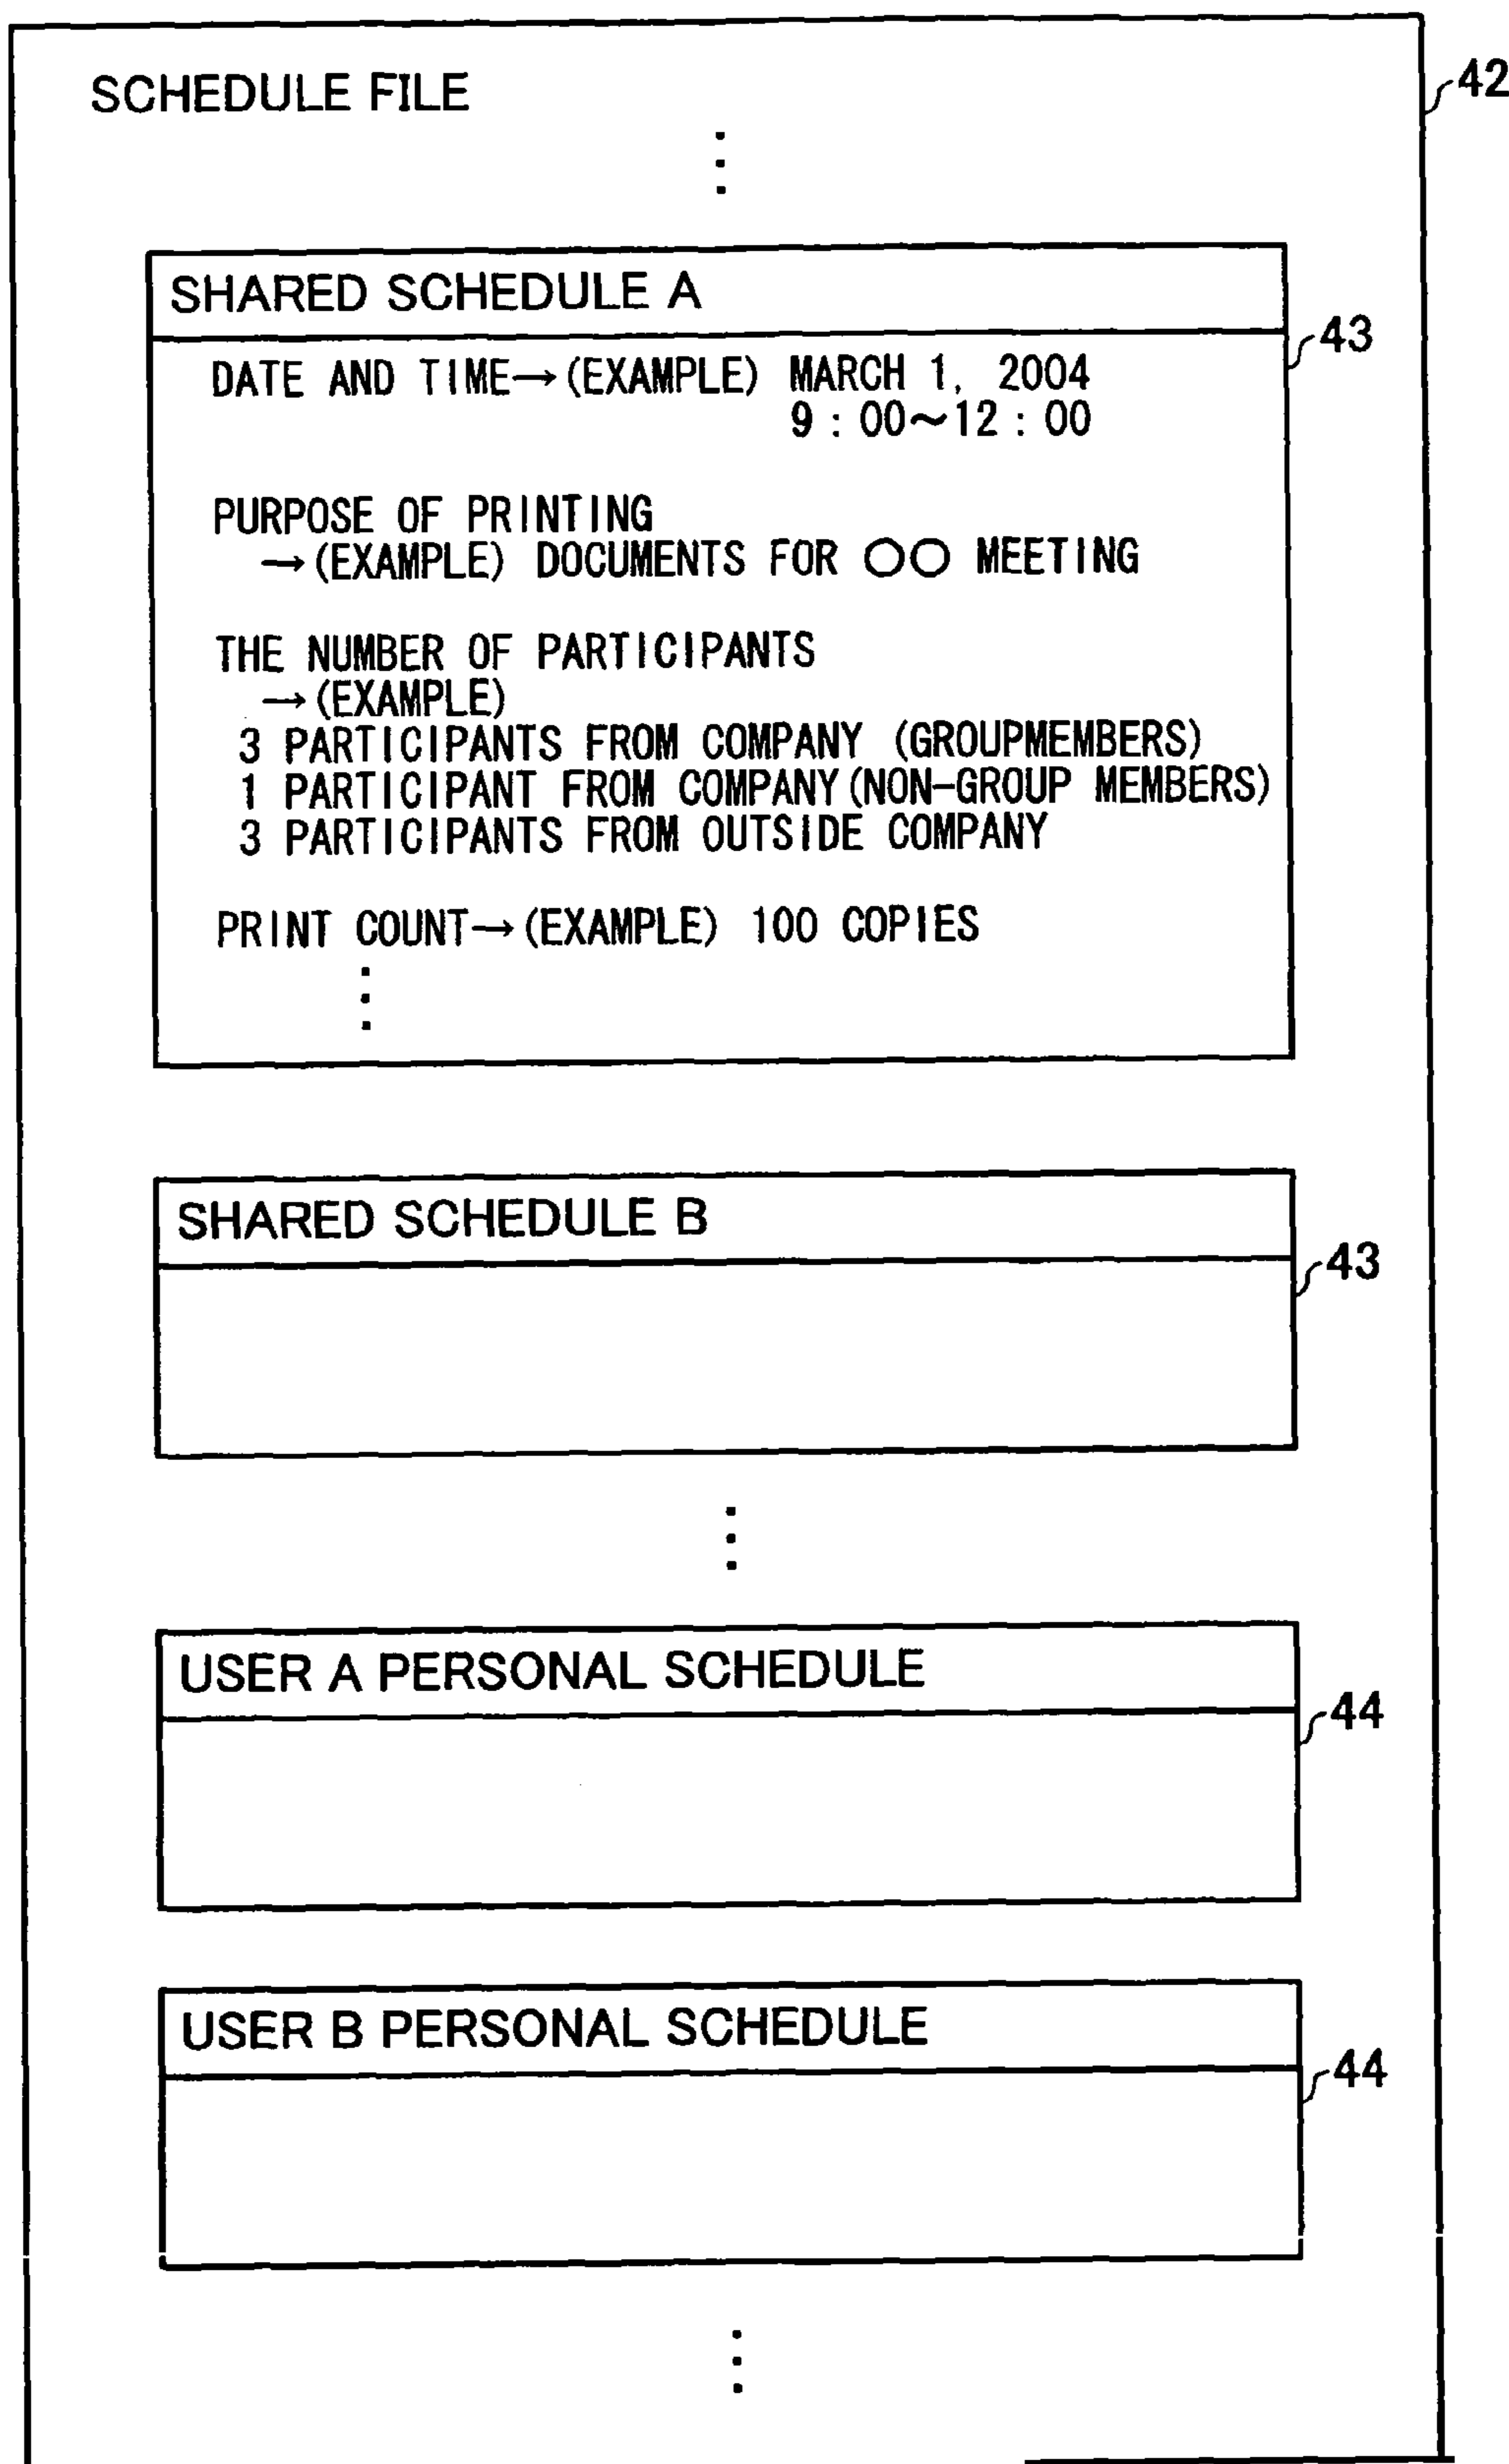 SCHEDULE FILE
42
SHARED SCHEDULE A
43
DATE AND TIME→(EXAMPLE) MARCH 1, 2004
9:00~12:00
PURPOSE OF PRINTING
→(EXAMPLE) DOCUMENTS FOR ○○ MEETING
THE NUMBER OF PARTICIPANTS
→(EXAMPLE)
3 PARTICIPANTS FROM COMPANY (GROUPMEMBERS)
1 PARTICIPANT FROM COMPANY(NON-GROUP MEMBERS)
3 PARTICIPANTS FROM OUTSIDE COMPANY
PRINT COUNT→(EXAMPLE) 100 COPIES
SHARED SCHEDULE B
43
USER A PERSONAL SCHEDULE
44
USER B PERSONAL SCHEDULE
44